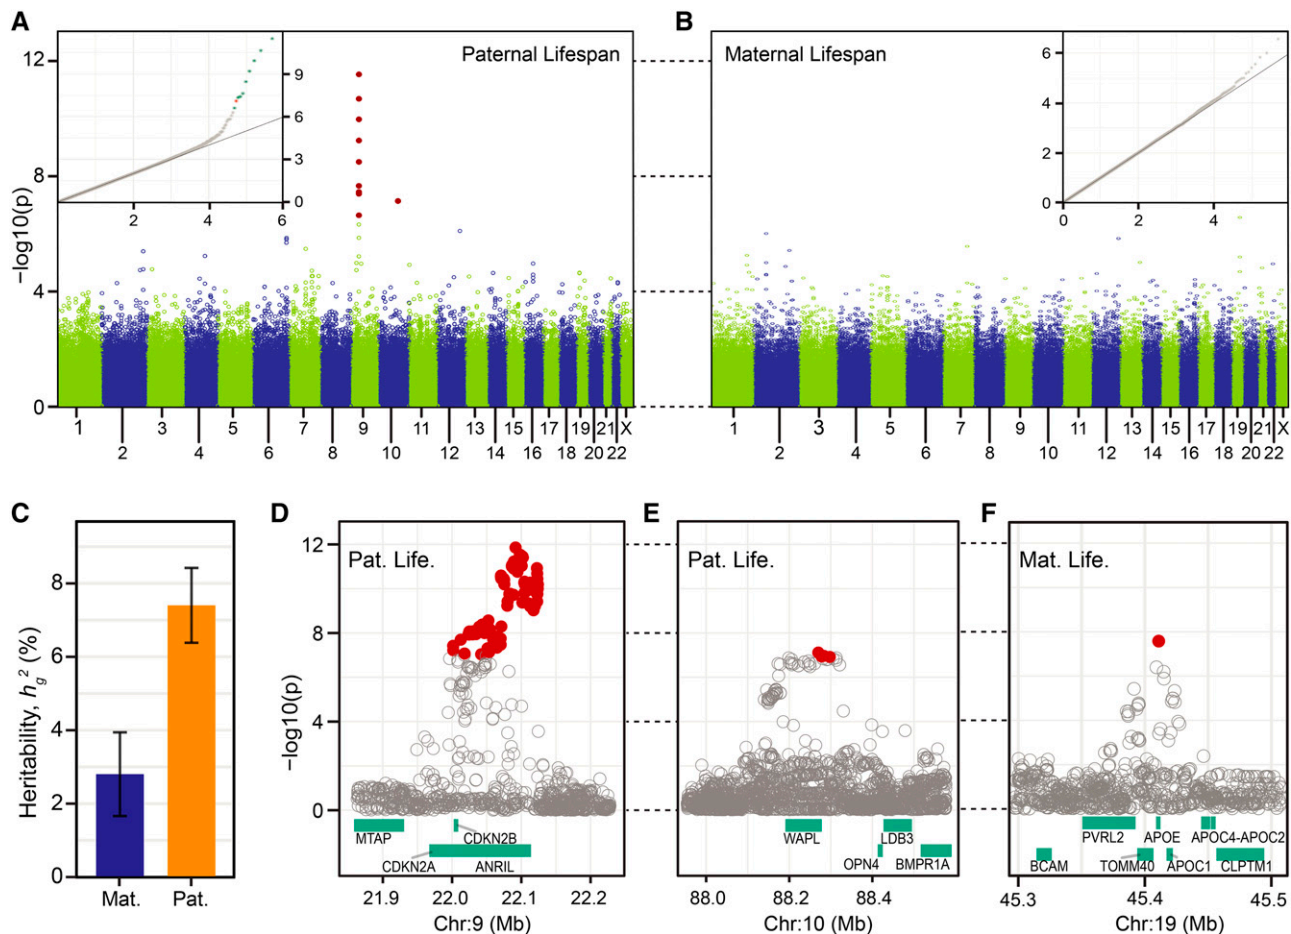 A
B
Paternal Lifespan
Maternal Lifespan
−log10(p)
12
8
4
0
9
6
3
0
2 4 6
6
4
2
0
0 2 4
1 3 5 7 9 11 13 15 17 19 21 X
2 4 6 8 10 12 14 16 18 20 22
1 3 5 7 9 11 13 15 17 19 21 X
2 4 6 8 10 12 14 16 18 20 22
C
Heritability, hg² (%)
8
6
4
2
0
Mat. Pat.
D
Pat. Life.
−log10(p)
12
8
4
0
MTAP
CDKN2B
CDKN2A
ANRIL
21.9 22.0 22.1 22.2
Chr:9 (Mb)
E
Pat. Life.
WAPL
LDB3
OPN4
BMPR1A
88.0 88.2 88.4
Chr:10 (Mb)
F
Mat. Life.
PVRL2
APOE
APOC4-APOC2
BCAM
TOMM40
APOC1
CLPTM1
45.3 45.4 45.5
Chr:19 (Mb)